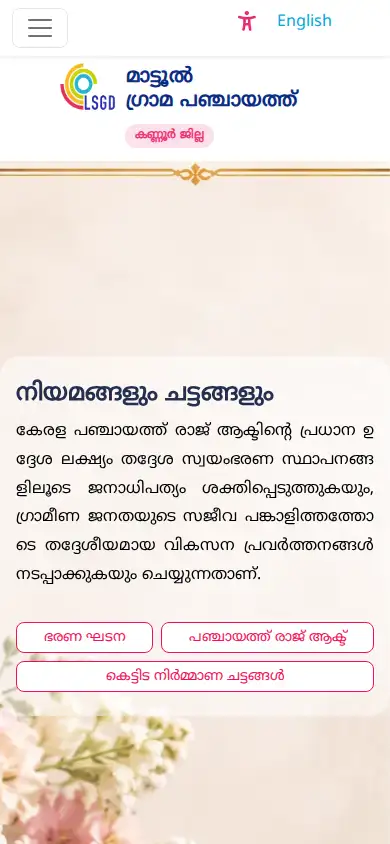 English
LSGD
മാട്ടൂൽ
ഗ്രാമ പഞ്ചായത്ത്
കണ്ണൂർ ജില്ല
നിയമങ്ങളും ചട്ടങ്ങളും
കേരള പഞ്ചായത്ത് രാജ് ആക്ടിന്റെ പ്രധാന ഉ
ദ്ദേശ ലക്ഷ്യം തദ്ദേശ സ്വയംഭരണ സ്ഥാപനങ്ങ
ളിലൂടെ ജനാധിപത്യം ശക്തിപ്പെടുത്തുകയും,
ഗ്രാമീണ ജനതയുടെ സജീവ പങ്കാളിത്തത്തോ
ടെ തദ്ദേശീയമായ വികസന പ്രവർത്തനങ്ങൾ
നടപ്പാക്കുകയും ചെയ്യുന്നതാണ്.
ഭരണ ഘടന
പഞ്ചായത്ത് രാജ് ആക്ട്
കെട്ടിട നിർമ്മാണ ചട്ടങ്ങൾ